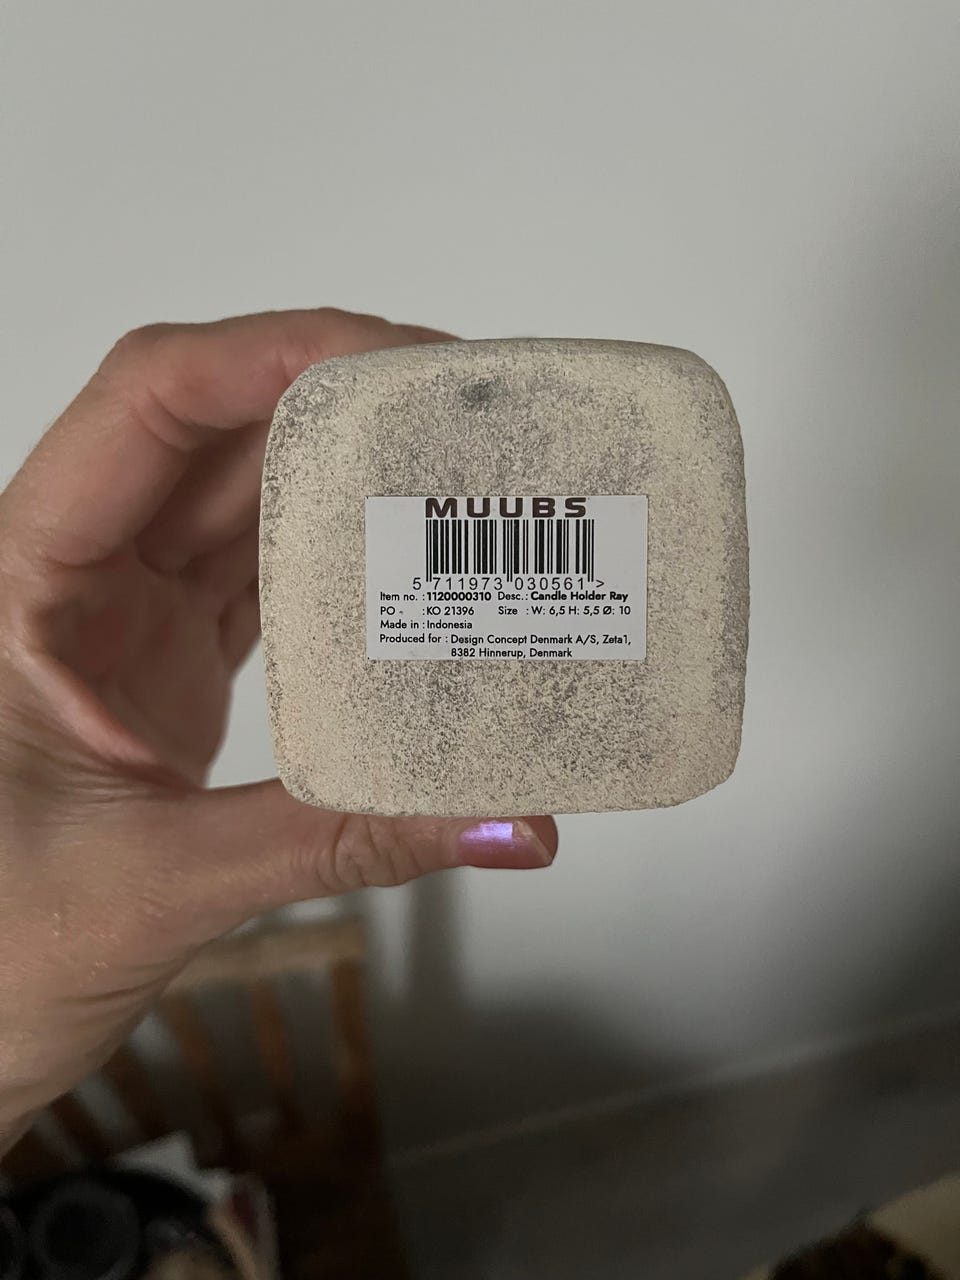 MUUBS
5 711973 030561 >
Item no. : 1120000310 Desc.: Candle Holder Ray
PO - : KO 21396 Size : W: 6,5 H: 5,5 Ø: 10
Made in : Indonesia
Produced for : Design Concept Denmark A/S, Zeta1,
8382 Hinnerup, Denmark